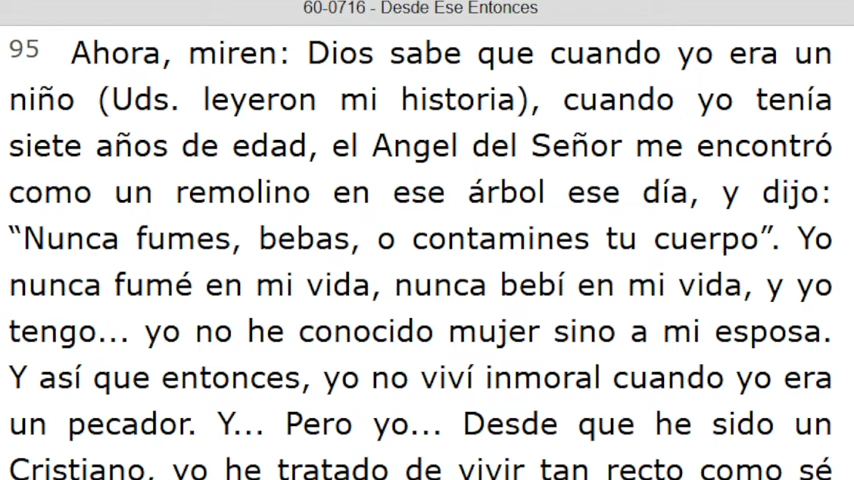 60-0716 - Desde Ese Entonces
95 Ahora, miren: Dios sabe que cuando yo era un
niño (Uds. leyeron mi historia), cuando yo tenía
siete años de edad, el Angel del Señor me encontró
como un remolino en ese árbol ese día, y dijo:
“Nunca fumes, bebas, o contamines tu cuerpo”. Yo
nunca fumé en mi vida, nunca bebí en mi vida, y yo
tengo... yo no he conocido mujer sino a mi esposa.
Y así que entonces, yo no viví inmoral cuando yo era
un pecador. Y... Pero yo... Desde que he sido un
Cristiano, yo he tratado de vivir tan recto como sé